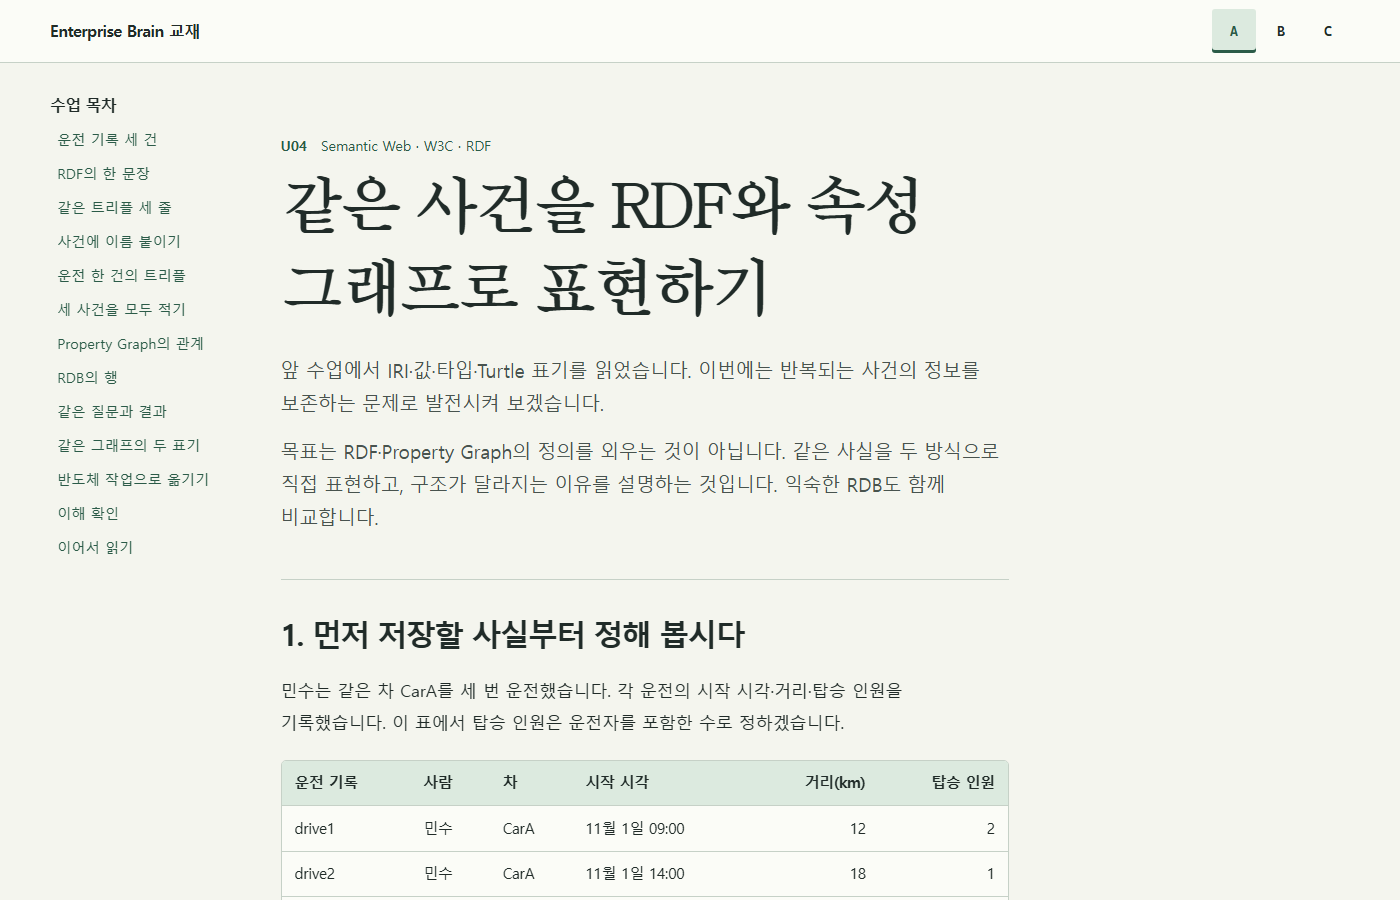 Enterprise Brain 교재
A B C
수업 목차
운전 기록 세 건
RDF의 한 문장
같은 트리플 세 줄
사건에 이름 붙이기
운전 한 건의 트리플
세 사건을 모두 적기
Property Graph의 관계
RDB의 행
같은 질문과 결과
같은 그래프의 두 표기
반도체 작업으로 옮기기
이해 확인
이어서 읽기
U04 Semantic Web · W3C · RDF
같은 사건을 RDF와 속성
그래프로 표현하기
앞 수업에서 IRI·값·타입·Turtle 표기를 읽었습니다. 이번에는 반복되는 사건의 정보를
보존하는 문제로 발전시켜 보겠습니다.
목표는 RDF·Property Graph의 정의를 외우는 것이 아닙니다. 같은 사실을 두 방식으로
직접 표현하고, 구조가 달라지는 이유를 설명하는 것입니다. 익숙한 RDB도 함께
비교합니다.
1. 먼저 저장할 사실부터 정해 봅시다
민수는 같은 차 CarA를 세 번 운전했습니다. 각 운전의 시작 시각·거리·탑승 인원을
기록했습니다. 이 표에서 탑승 인원은 운전자를 포함한 수로 정하겠습니다.
운전 기록 사람 차 시작 시각 거리(km) 탑승 인원
drive1 민수 CarA 11월 1일 09:00 12 2
drive2 민수 CarA 11월 1일 14:00 18 1